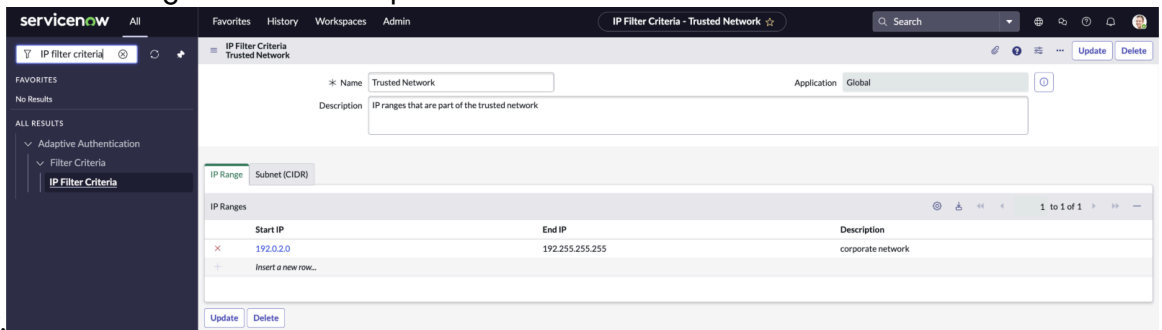 servicenow All Favorites History Workspaces Admin IP Filter Criteria - Trusted Network Search
IP filter criteria
IP Filter Criteria
Trusted Network
Update Delete
FAVORITES
No Results
ALL RESULTS
Adaptive Authentication
Filter Criteria
IP Filter Criteria
* Name Trusted Network Application Global
Description IP ranges that are part of the trusted network
IP Range Subnet (CIDR)
IP Ranges 1 to 1 of 1
Start IP End IP Description
192.0.2.0 192.255.255.255 corporate network
Insert a new row...
Update Delete